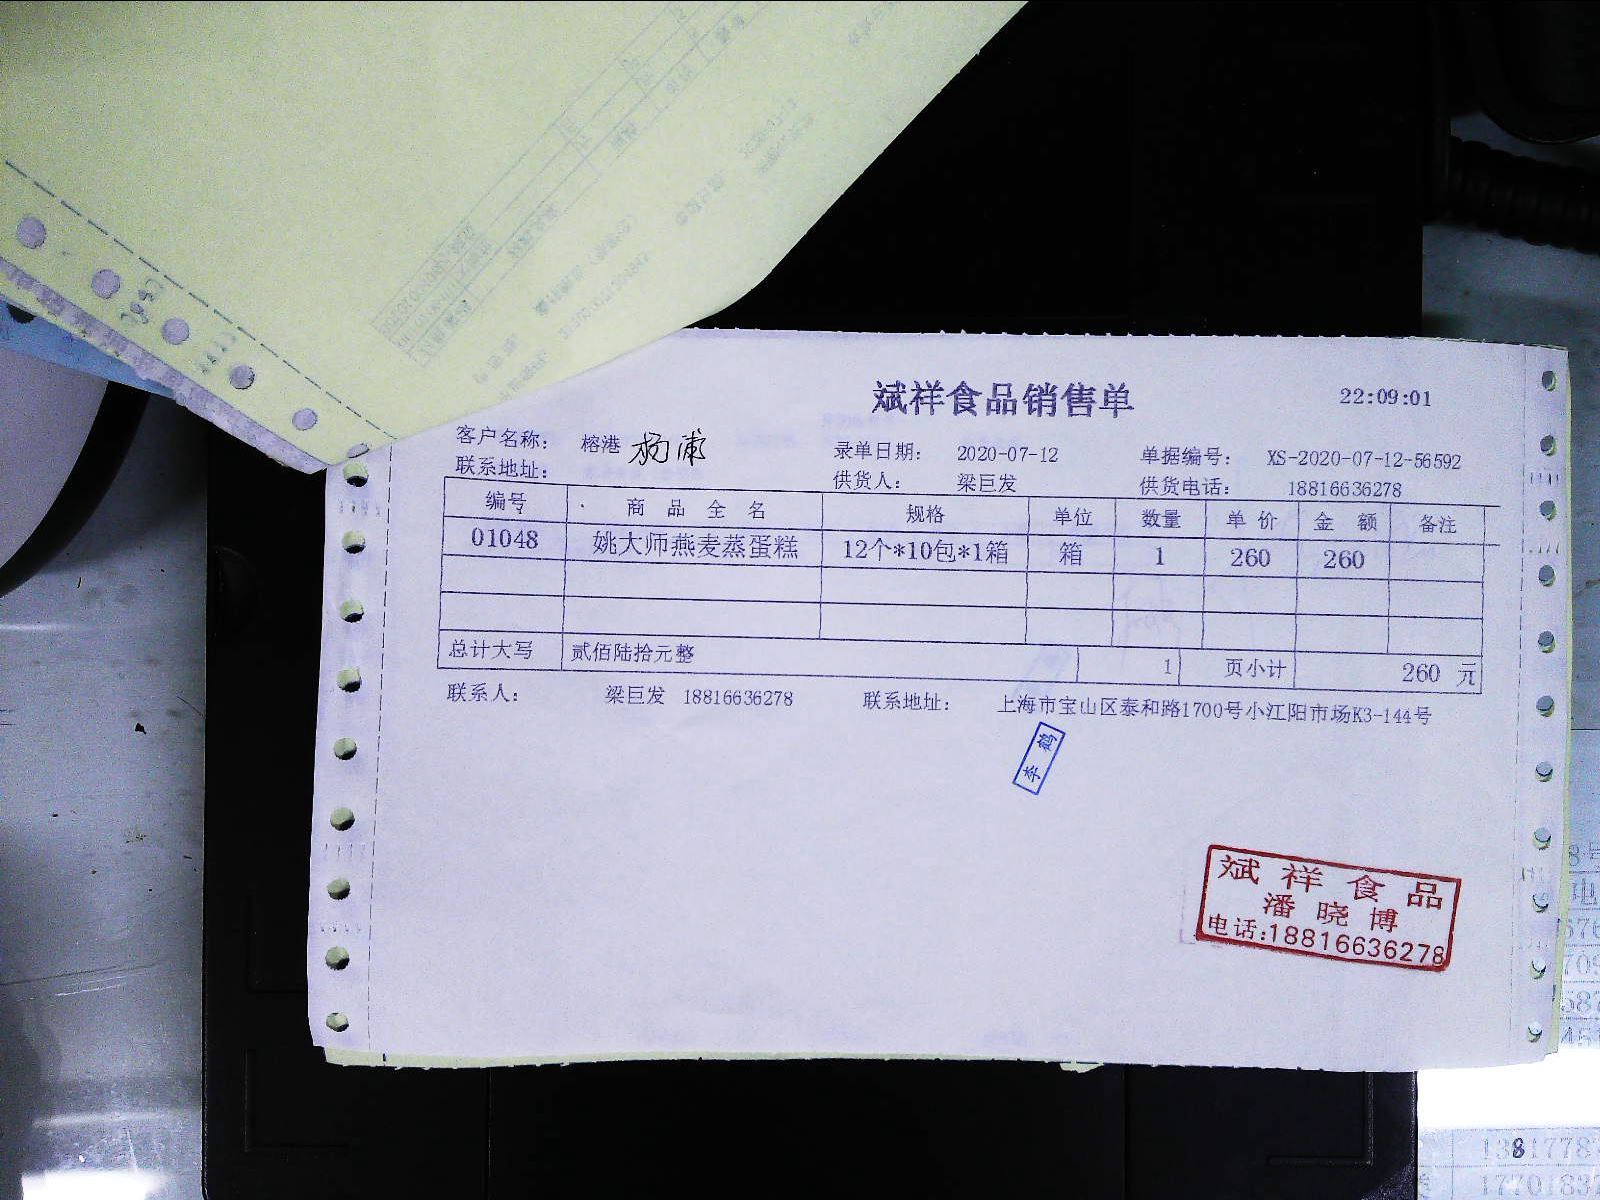 斌祥食品销售单 22:09:01
客户名称: 榕港 杨浦 录单日期: 2020-07-12 单据编号: XS-2020-07-12-56592
联系地址: 供货人: 梁巨发 供货电话: 18816636278
编号 商品全名 规格 单位 数量 单价 金额 备注
01048 姚大师燕麦蒸蛋糕 12个*10包*1箱 箱 1 260 260
总计大写 贰佰陆拾元整 1 页小计 260 元
联系人: 梁巨发 18816636278 联系地址: 上海市宝山区泰和路1700号小江阳市场K3-144号
李鹤
斌祥食品
潘晓博
电话:18816636278